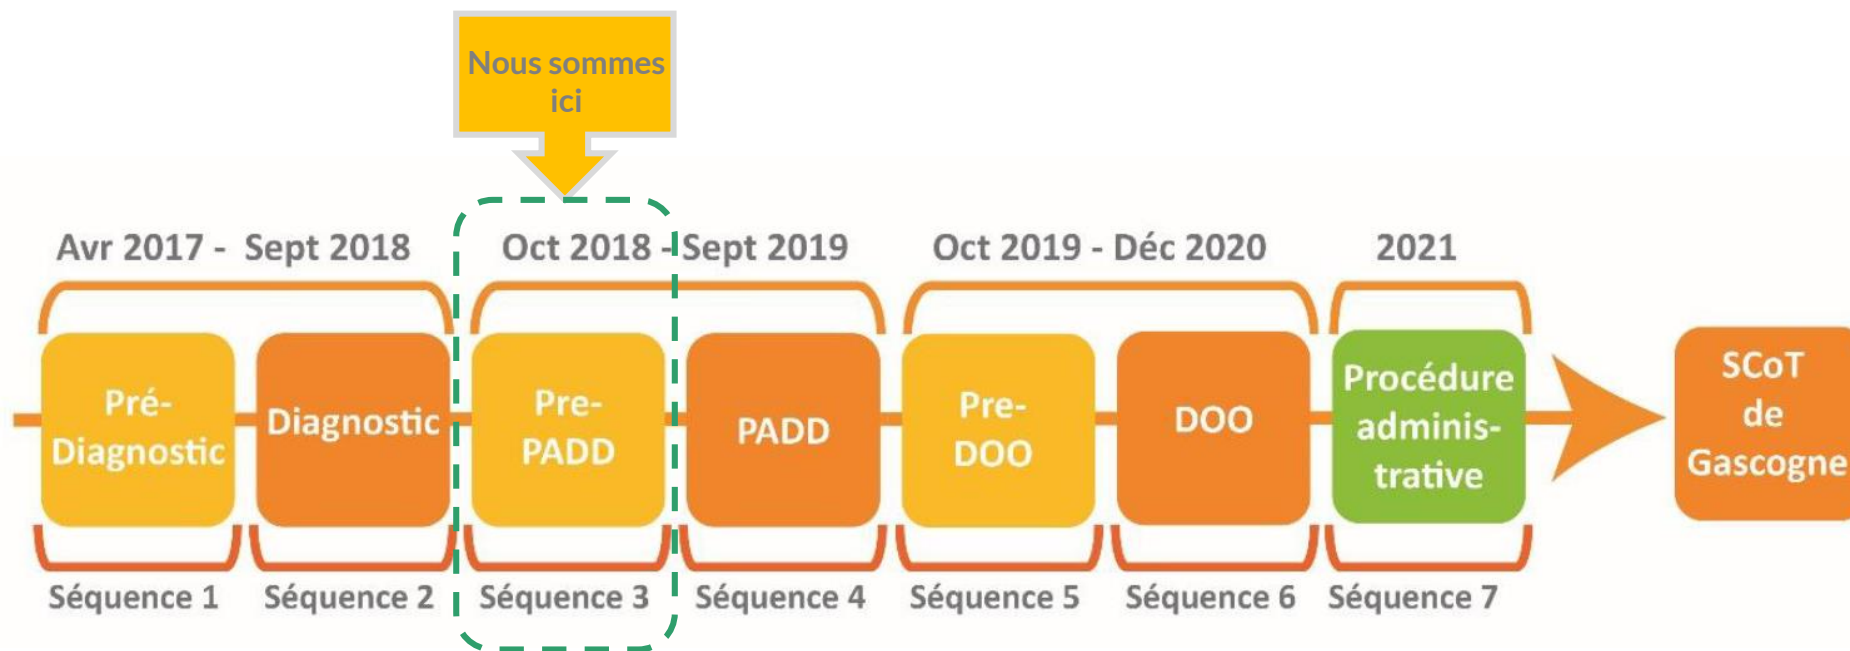 Nous sommes
ici
Avr 2017 - Sept 2018
Oct 2018 - Sept 2019
Oct 2019 - Déc 2020
2021
Pré-
Diagnostic
Diagnostic
Pre-
PADD
PADD
Pre-
DOO
DOO
Procédure
adminis-
trative
SCoT
de
Gascogne
Séquence 1
Séquence 2
Séquence 3
Séquence 4
Séquence 5
Séquence 6
Séquence 7